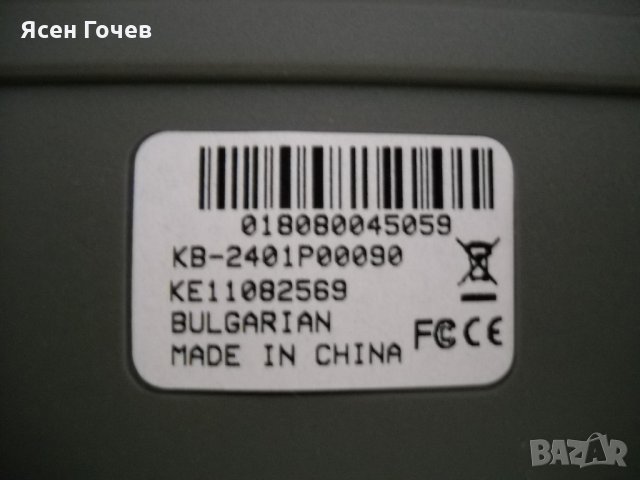 Ясен Гочев
018080045059
KB-2401P00090
KE11082569
BULGARIAN
MADE IN CHINA
FC CE
BAZAR